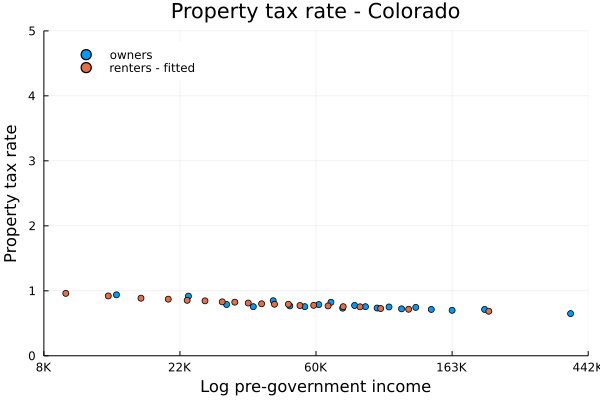 Property tax rate - Colorado
owners
renters - fitted
Property tax rate
5
4
3
2
1
0
8K
22K
60K
163K
442K
Log pre-government income